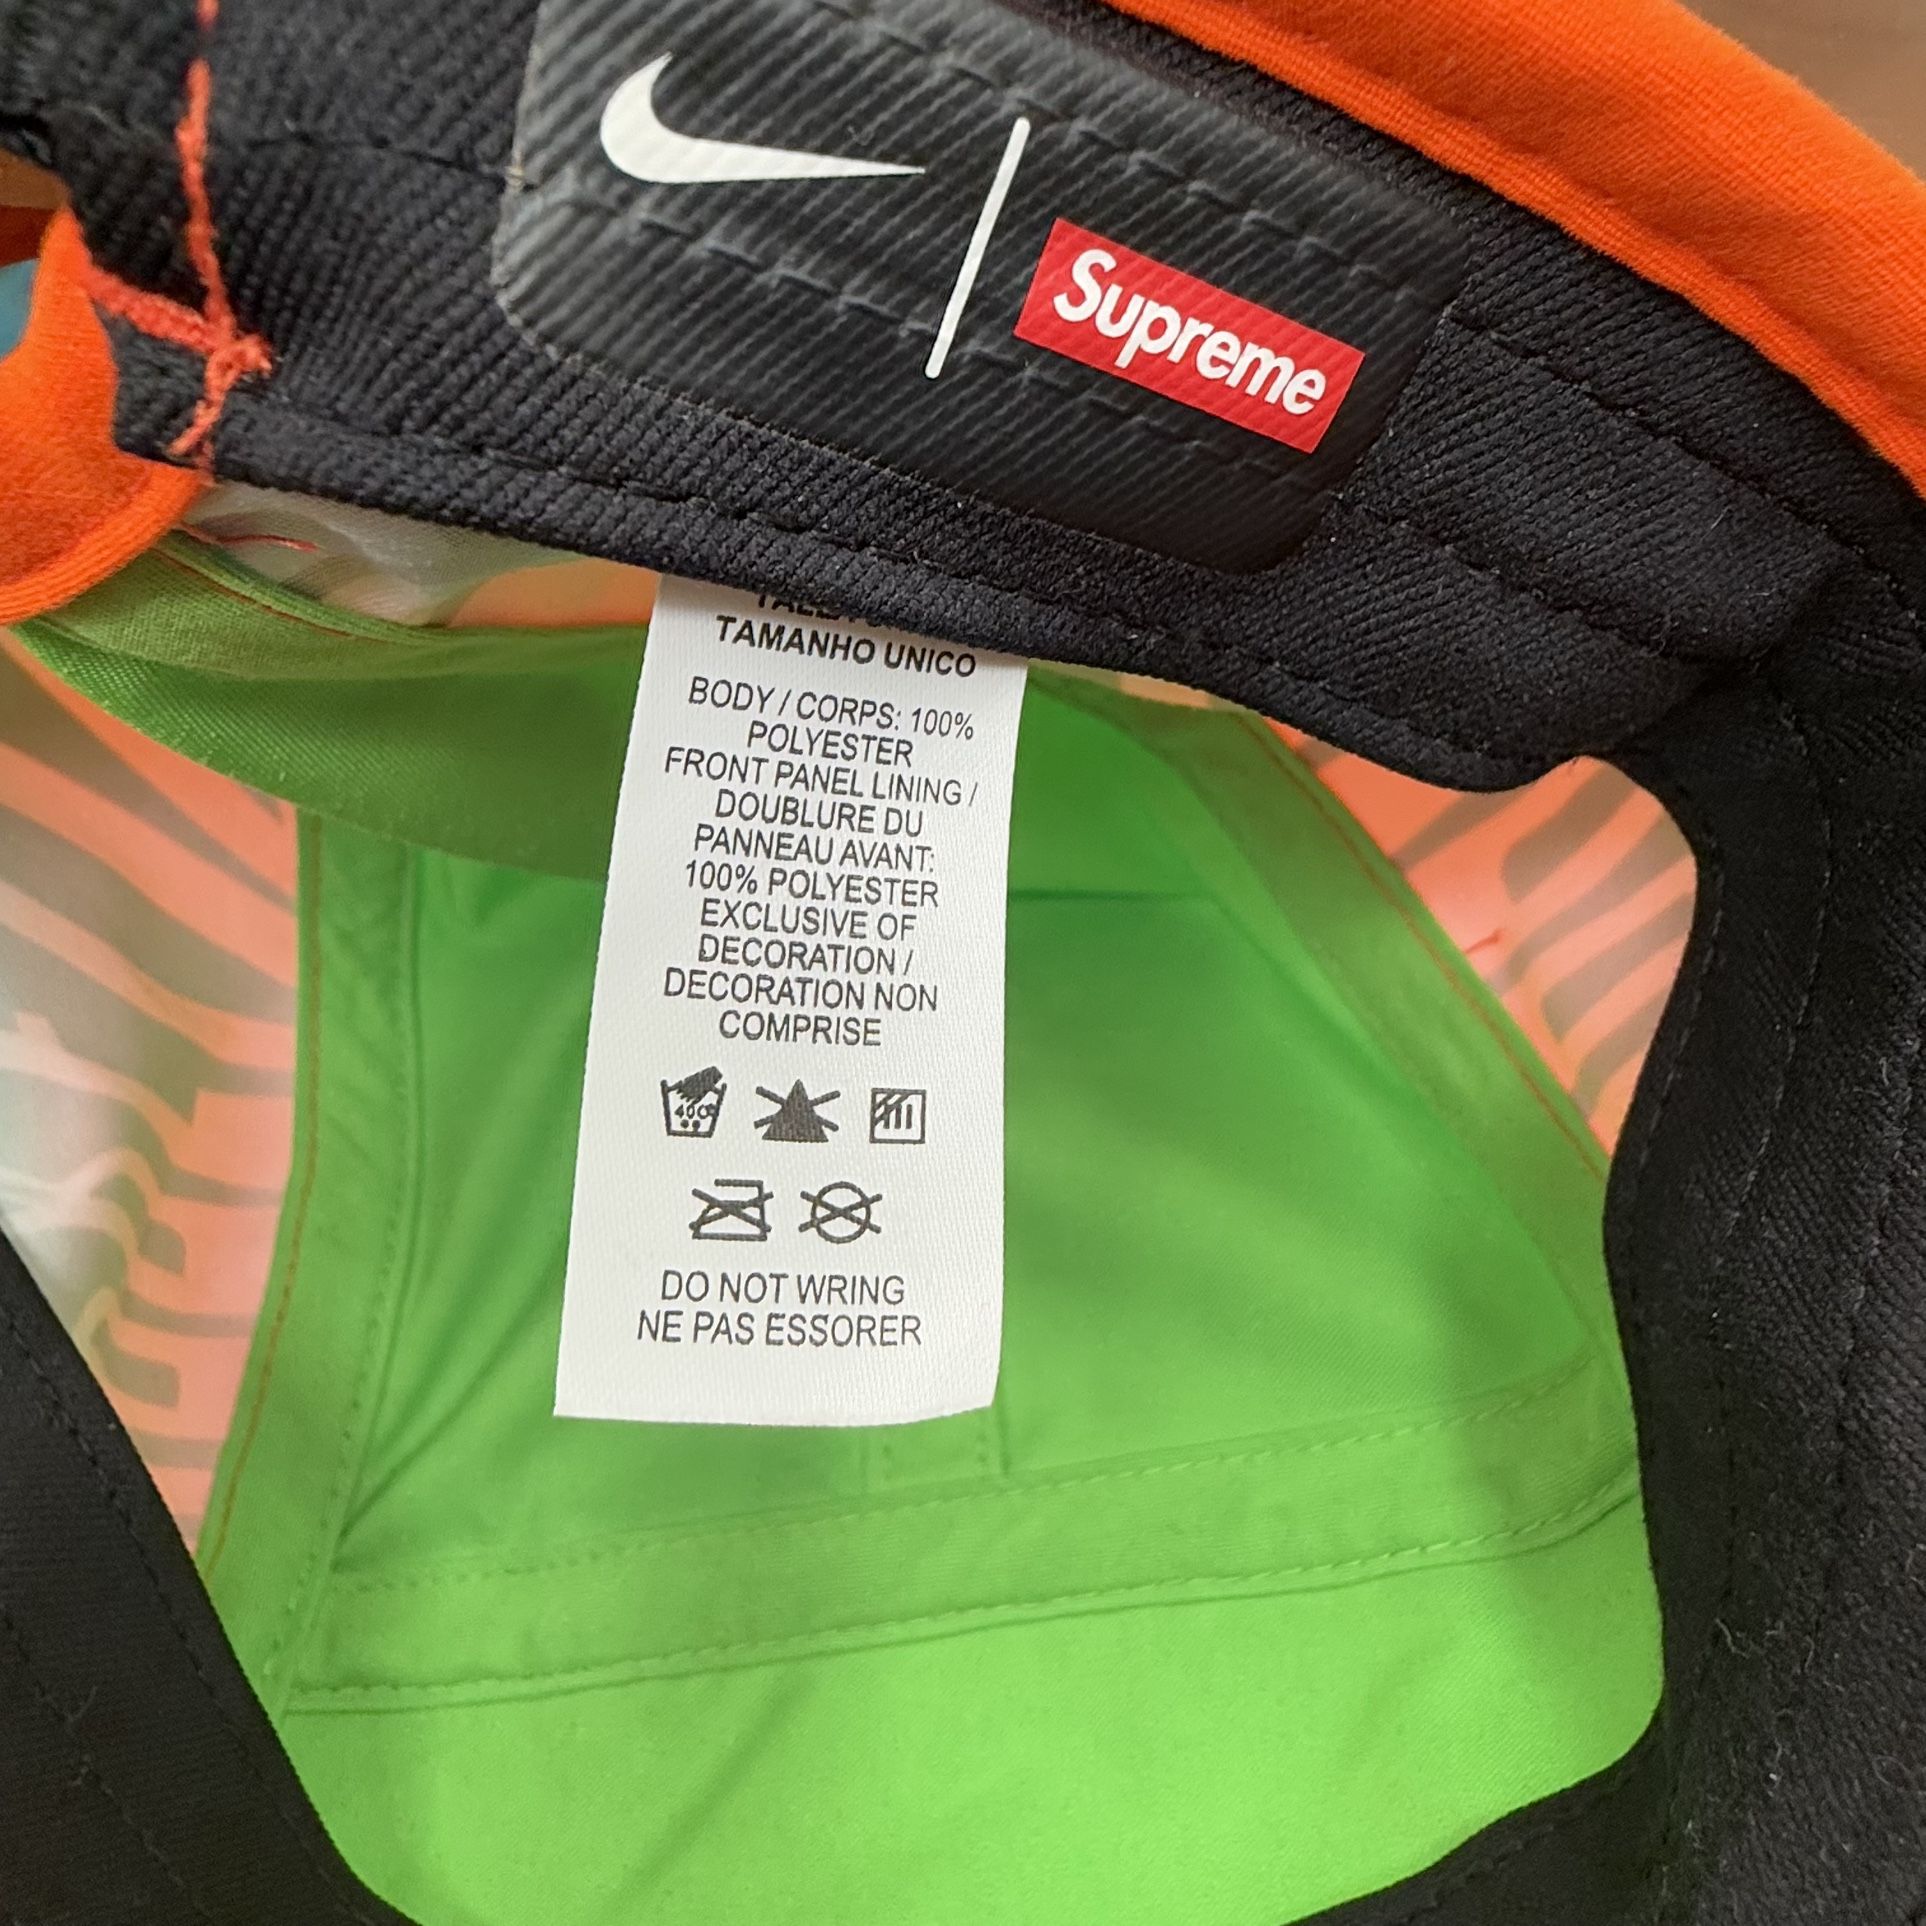 Supreme
TAMANHO UNICO
BODY / CORPS: 100%
POLYESTER
FRONT PANEL LINING /
DOUBLURE DU
PANNEAU AVANT:
100% POLYESTER
EXCLUSIVE OF
DECORATION /
DECORATION NON
COMPRISE
40C
DO NOT WRING
NE PAS ESSORER